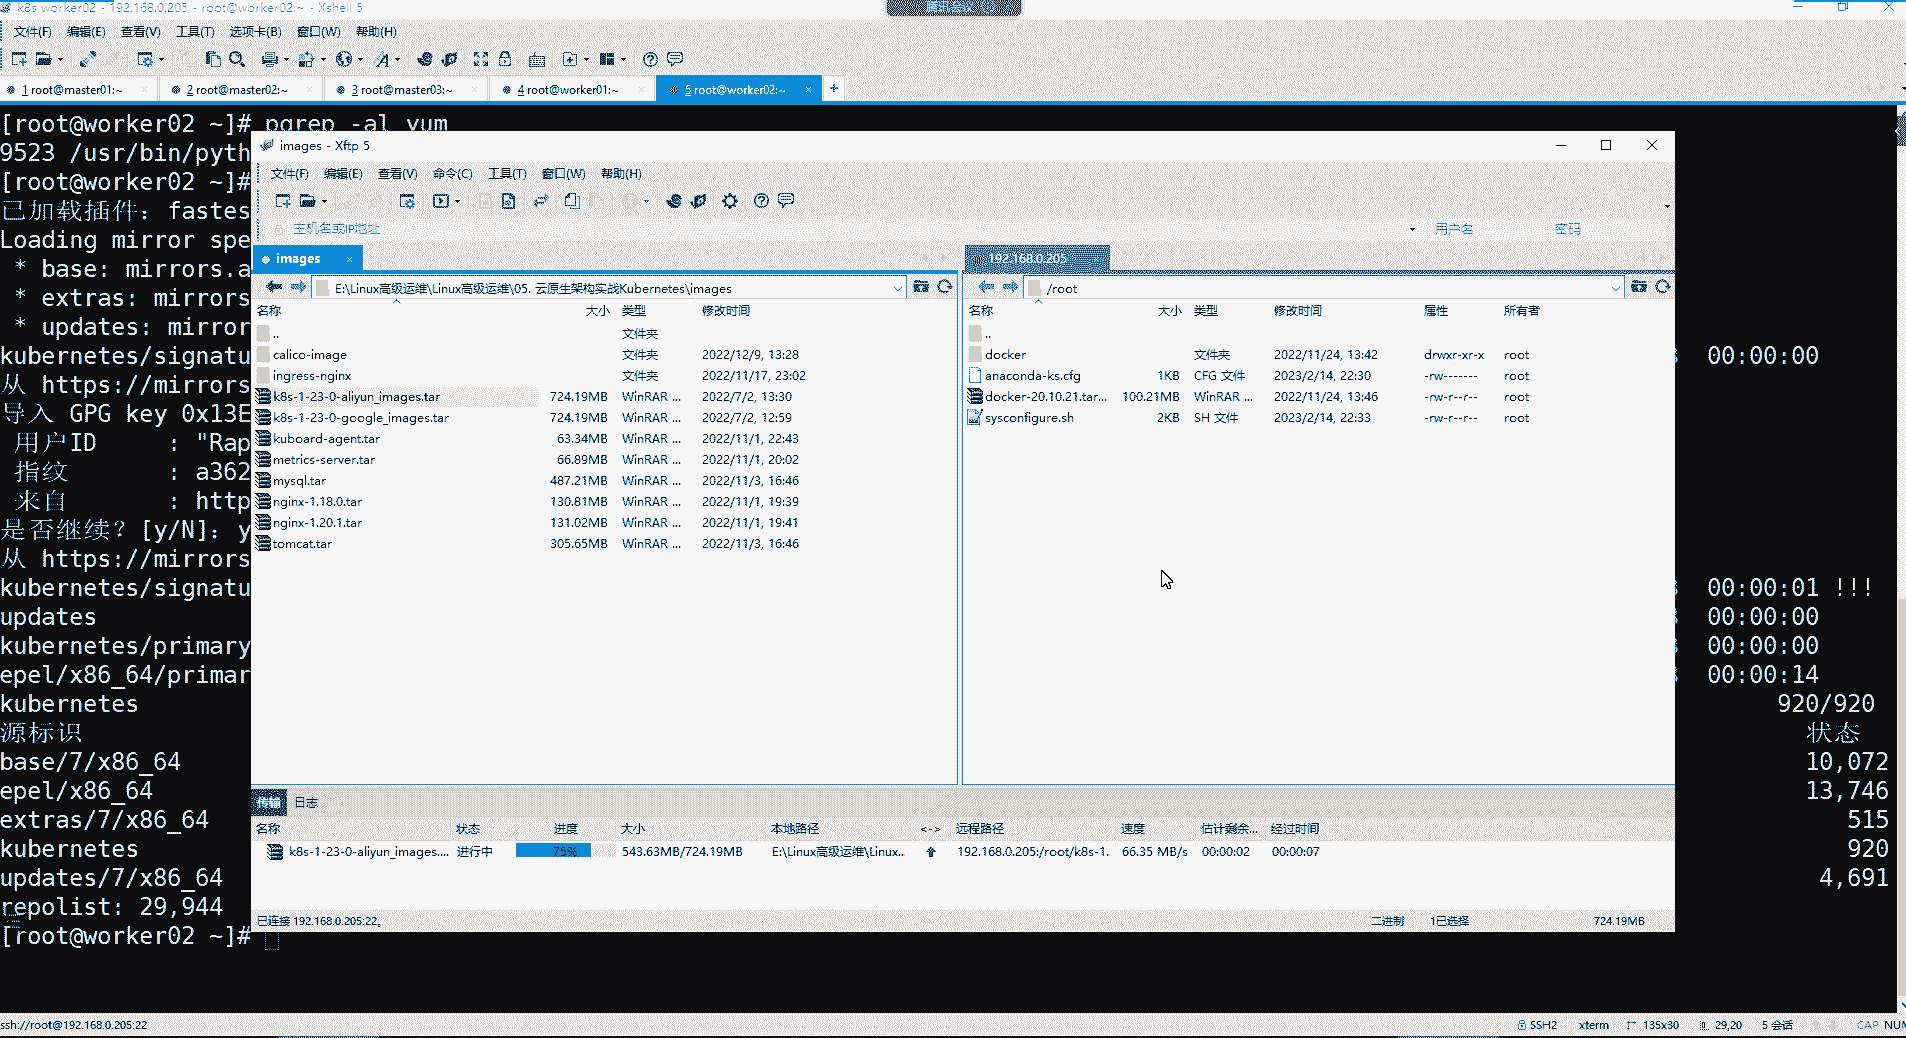 k8s worker02 - 192.168.0.205 - root@worker02:~ - Xshell 5
文件(F) 编辑(E) 查看(V) 工具(T) 选项卡(B) 窗口(W) 帮助(H)
1 root@master01:~ 2 root@master02:~ 3 root@master03:~ 4 root@worker01:~ 5 root@worker02:~
[root@worker02 ~]# pgrep -al yum
9523 /usr/bin/pyth
[root@worker02 ~]#
已加载插件：fastes
Loading mirror spe
* base: mirrors.a
* extras: mirrors
* updates: mirror
kubernetes/signatu 00:00:00
从 https://mirrors
导入 GPG key 0x13E
用户ID : "Rap
指纹 : a362
来自 : http
是否继续？[y/N]：y
从 https://mirrors
kubernetes/signatu 00:00:01 !!!
updates 00:00:00
kubernetes/primary 00:00:00
epel/x86_64/primar 00:00:14
kubernetes 920/920
源标识 状态
base/7/x86_64 10,072
epel/x86_64 13,746
extras/7/x86_64 515
kubernetes 920
updates/7/x86_64 4,691
repolist: 29,944
[root@worker02 ~]#
images - Xftp 5
文件(F) 编辑(E) 查看(V) 命令(C) 工具(T) 窗口(W) 帮助(H)
主机名或IP地址 用户名 密码
images
E:\Linux高级运维\Linux高级运维\05. 云原生架构实战Kubernetes\images
名称 大小 类型 修改时间
.. 文件夹
calico-image 文件夹 2022/12/9, 13:28
ingress-nginx 文件夹 2022/11/17, 23:02
k8s-1-23-0-aliyun_images.tar 724.19MB WinRAR ... 2022/7/2, 13:30
k8s-1-23-0-google_images.tar 724.19MB WinRAR ... 2022/7/2, 12:59
kuboard-agent.tar 63.34MB WinRAR ... 2022/11/1, 22:43
metrics-server.tar 66.89MB WinRAR ... 2022/11/1, 20:02
mysql.tar 487.21MB WinRAR ... 2022/11/3, 16:46
nginx-1.18.0.tar 130.81MB WinRAR ... 2022/11/1, 19:39
nginx-1.20.1.tar 131.02MB WinRAR ... 2022/11/1, 19:41
tomcat.tar 305.65MB WinRAR ... 2022/11/3, 16:46
192.168.0.205
/root
名称 大小 类型 修改时间 属性 所有者
..
docker 文件夹 2022/11/24, 13:42 drwxr-xr-x root
anaconda-ks.cfg 1KB CFG 文件 2023/2/14, 22:30 -rw------- root
docker-20.10.21.tar... 100.21MB WinRAR ... 2022/11/24, 13:46 -rw-r--r-- root
sysconfigure.sh 2KB SH 文件 2023/2/14, 22:33 -rw-r--r-- root
传输 日志
名称 状态 进度 大小 本地路径 <-> 远程路径 速度 估计剩余... 经过时间
k8s-1-23-0-aliyun_images.... 进行中 75% 543.63MB/724.19MB E:\Linux高级运维\Linux... 192.168.0.205:/root/k8s-1. 66.35 MB/s 00:00:02 00:00:07
已连接 192.168.0.205:22。 二进制 1已选择 724.19MB
ssh://root@192.168.0.205:22 SSH2 xterm 135x30 29,20 5 会话 CAP NUM